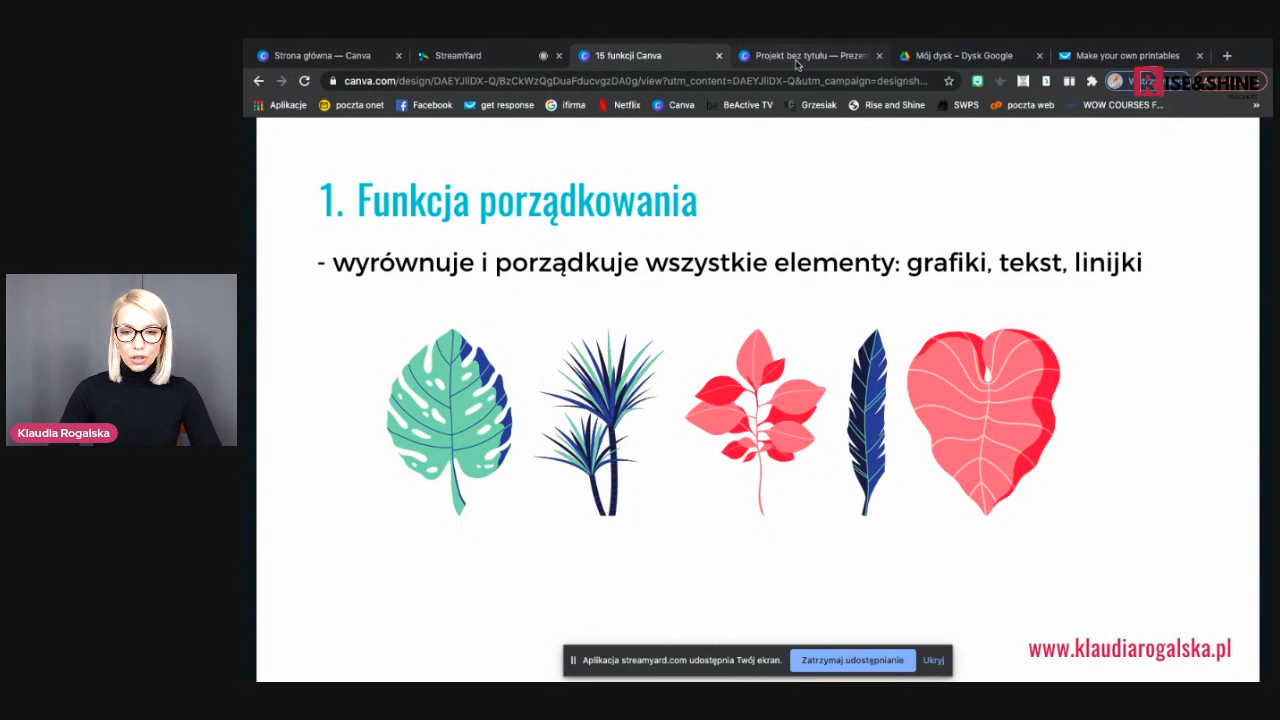 Strona główna — Canva
StreamYard
15 funkcji Canva
Projekt bez tytułu — Prezen
Mój dysk – Dysk Google
Make your own printables
canva.com/design/DAEYJliDX-Q/BzCkWzQgDuaFducvgzDA0g/view?utm_content=DAEYJliDX-Q&utm_campaign=designsh...
RISE&SHINE
Aplikacje
poczta onet
Facebook
get response
ifirma
Netflix
Canva
BeActive TV
Grzesiak
Rise and Shine
SWPS
poczta web
WOW COURSES F...
1. Funkcja porządkowania
- wyrównuje i porządkuje wszystkie elementy: grafiki, tekst, linijki
Klaudia Rogalska
www.klaudiarogalska.pl
Aplikacja streamyard.com udostępnia Twój ekran.
Zatrzymaj udostępnianie
Ukryj